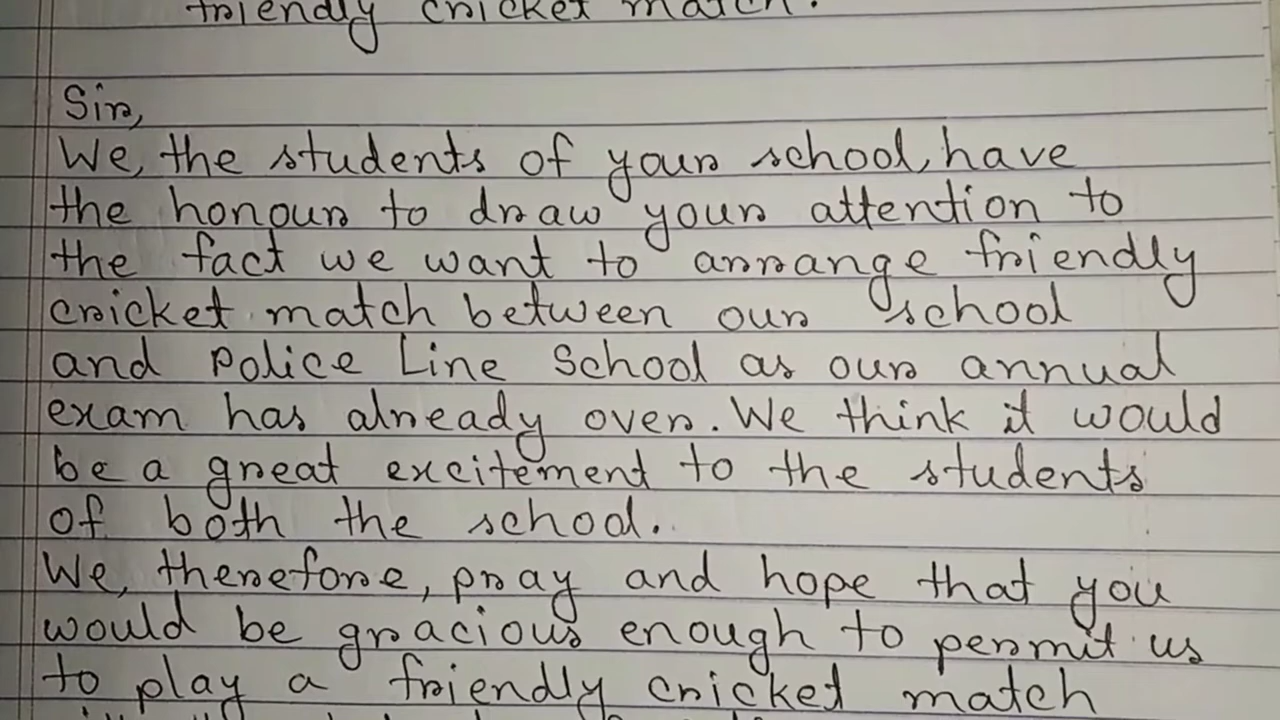 friendly cricket match.
Sir,
We, the students of your school, have
the honour to draw your attention to
the fact we want to arrange friendly
cricket match between our school
and police Line School as our annual
exam has already over. We think it would
be a great excitement to the students
of both the school.
We, therefore, pray and hope that you
would be gracious enough to permit us
to play a friendly cricket match